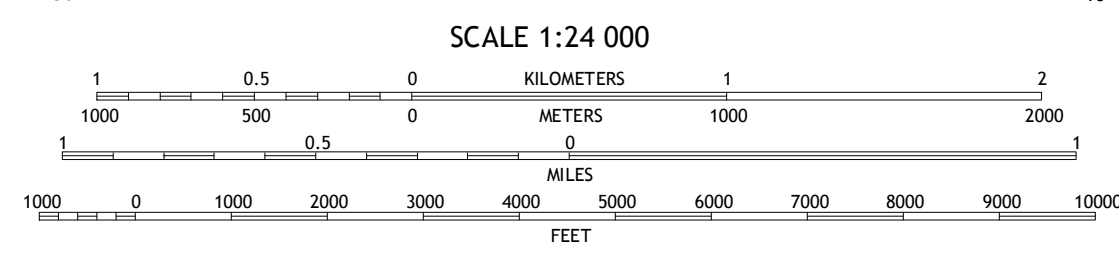 SCALE 1:24 000
1 0.5 0 KILOMETERS 1 2
1000 500 0 METERS 1000 2000
1 0.5 0 1
MILES
1000 0 1000 2000 3000 4000 5000 6000 7000 8000 9000 10000
FEET